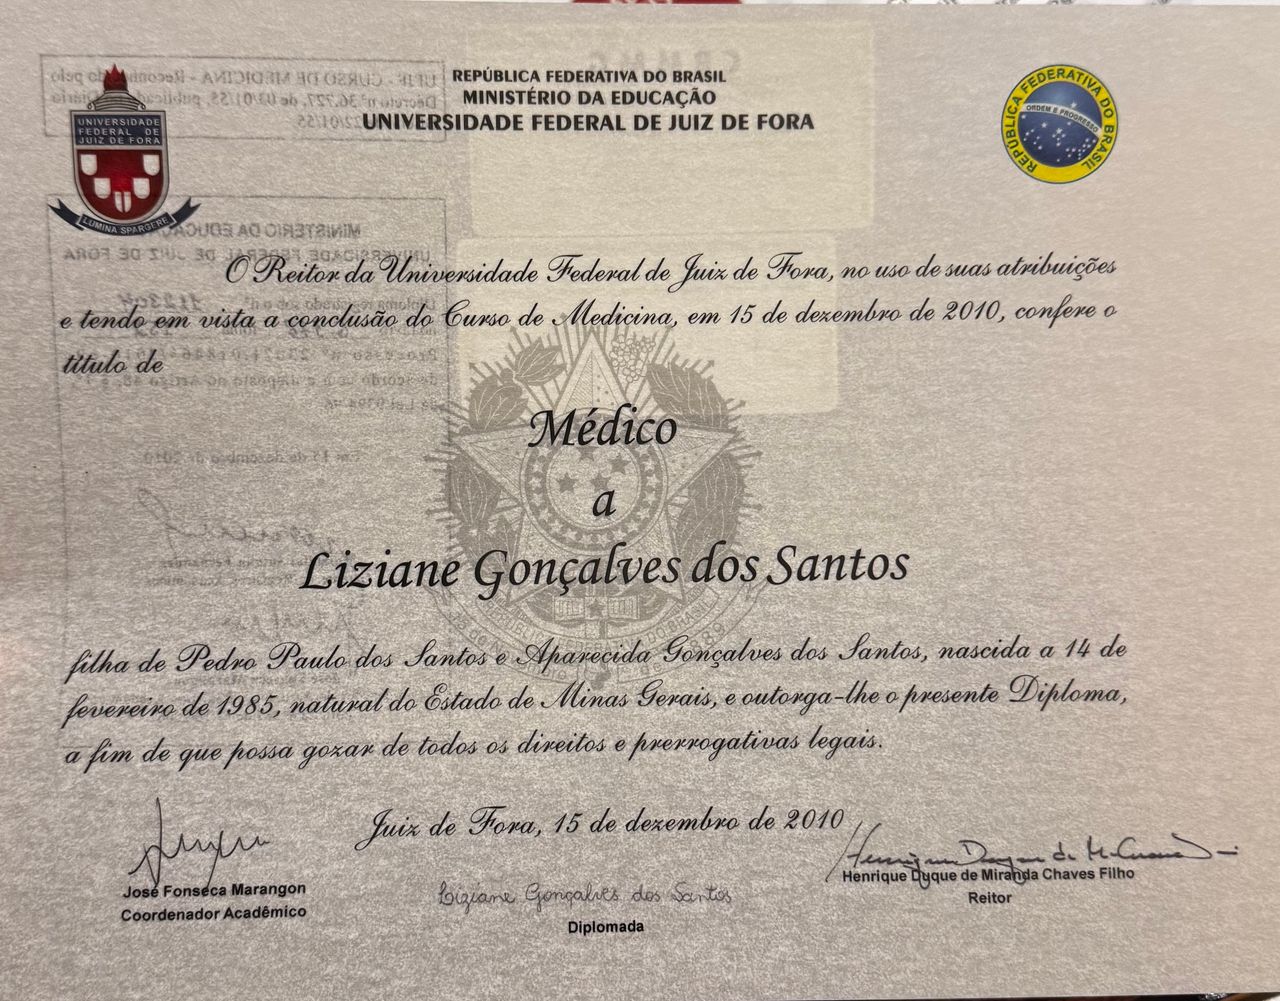 REPÚBLICA FEDERATIVA DO BRASIL
MINISTÉRIO DA EDUCAÇÃO
UNIVERSIDADE FEDERAL DE JUIZ DE FORA
UNIVERSIDADE
FEDERAL DE
JUIZ DE FORA
LUMINA SPARGERE
REPÚBLICA FEDERATIVA DO BRASIL
ORDEM E PROGRESSO
O Reitor da Universidade Federal de Juiz de Fora, no uso de suas atribuições
e tendo em vista a conclusão do Curso de Medicina, em 15 de dezembro de 2010, confere o
título de
Médico
a
Liziane Gonçalves dos Santos
filha de Pedro Paulo dos Santos e Aparecida Gonçalves dos Santos, nascida a 14 de
fevereiro de 1985, natural do Estado de Minas Gerais, e outorga-lhe o presente Diploma,
a fim de que possa gozar de todos os direitos e prerrogativas legais.
Juiz de Fora, 15 de dezembro de 2010
José Fonseca Marangon
Coordenador Acadêmico
Liziane Gonçalves dos Santos
Diplomada
Henrique Duque de Miranda Chaves Filho
Reitor